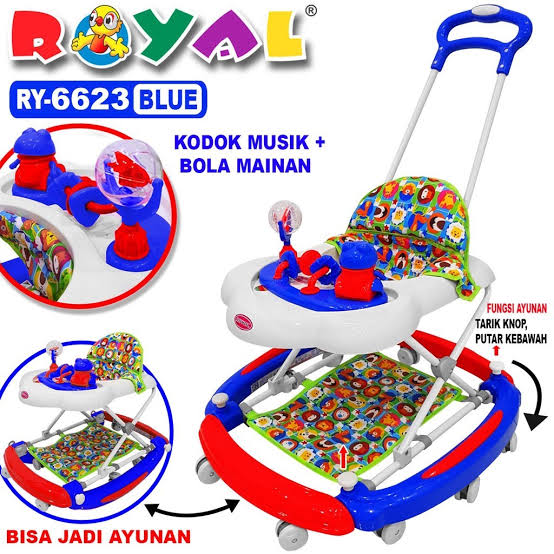 ROYAL®
RY-6623 BLUE
KODOK MUSIK +
BOLA MAINAN
FUNGSI AYUNAN
TARIK KNOP,
PUTAR KEBAWAH
BISA JADI AYUNAN